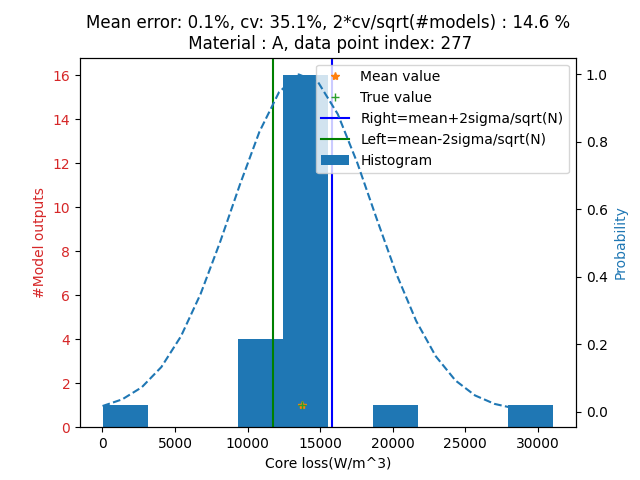 Mean error: 0.1%, cv: 35.1%, 2*cv/sqrt(#models) : 14.6 %
Material : A, data point index: 277
Mean value
True value
Right=mean+2sigma/sqrt(N)
Left=mean-2sigma/sqrt(N)
Histogram
#Model outputs
16
14
12
10
8
6
4
2
0
1.0
0.8
0.6
0.4
0.2
0.0
Probability
0 5000 10000 15000 20000 25000 30000
Core loss(W/m^3)